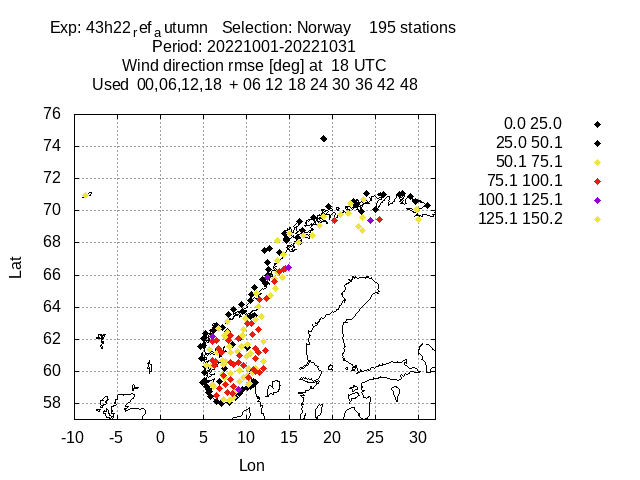 Exp: 43h22refautumn Selection: Norway 195 stations
Period: 20221001-20221031
Wind direction rmse [deg] at 18 UTC
Used 00,06,12,18 + 06 12 18 24 30 36 42 48
0.0 25.0
25.0 50.1
50.1 75.1
75.1 100.1
100.1 125.1
125.1 150.2
76
74
72
70
68
66
64
62
60
58
Lat
-10 -5 0 5 10 15 20 25 30
Lon